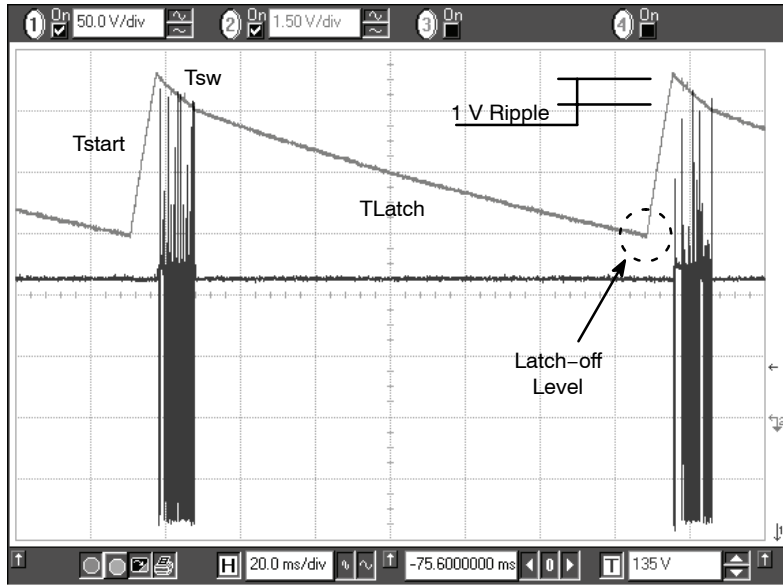 1 On 50.0 V/div 2 On 1.50 V/div 3 On 4 On
Tsw
1 V Ripple
Tstart
TLatch
Latch−off
Level
H 20.0 ms/div -75.6000000 ms 0 T 135 V